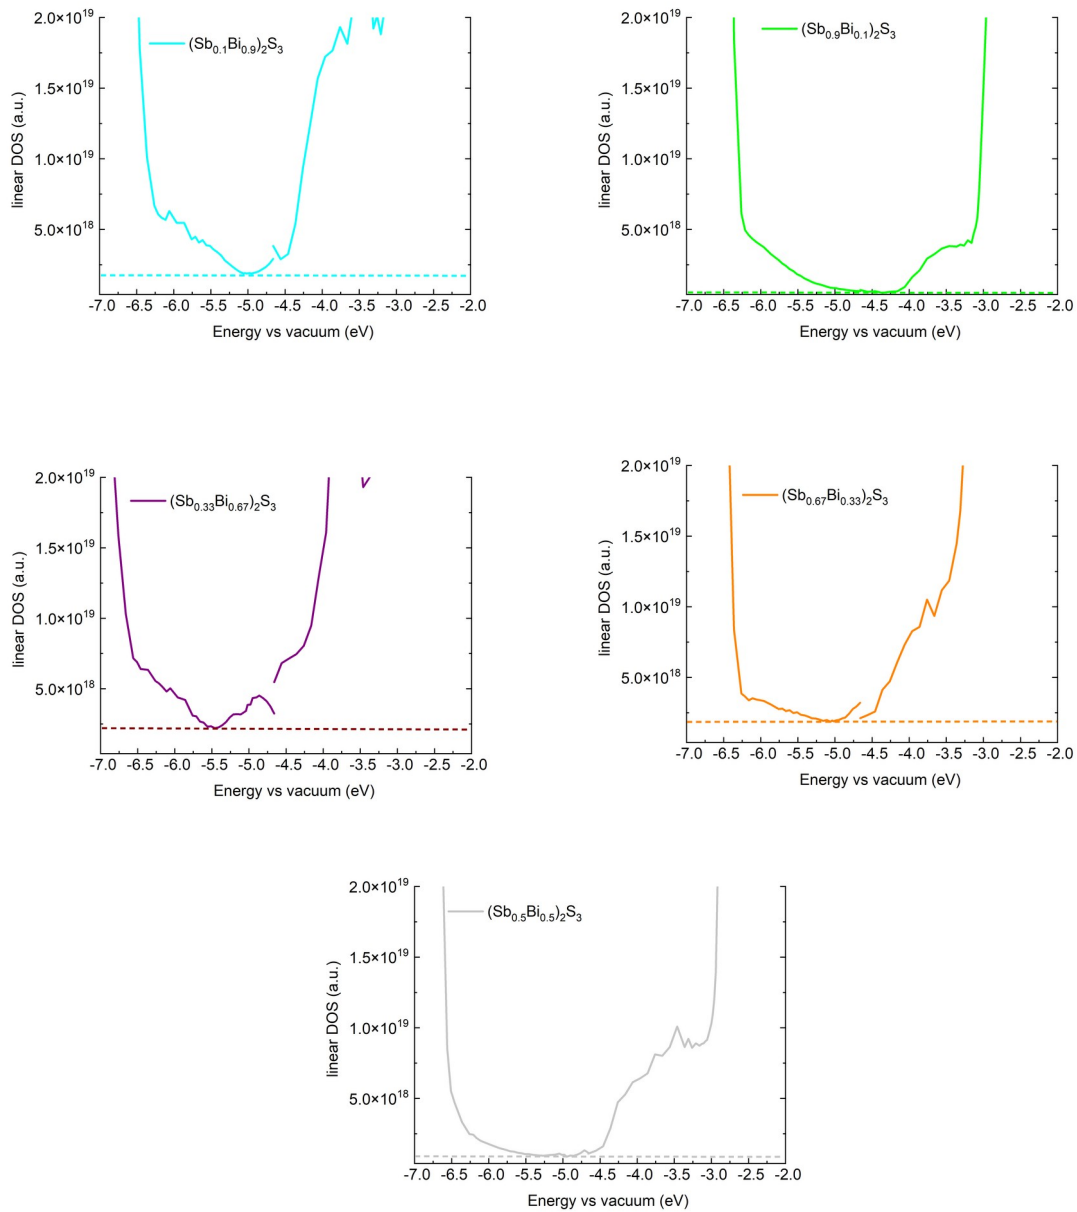 2.0×10¹⁹
1.5×10¹⁹
1.0×10¹⁹
5.0×10¹⁸
linear DOS (a.u.)
(Sb₀.₁Bi₀.₉)₂S₃
-7.0 -6.5 -6.0 -5.5 -5.0 -4.5 -4.0 -3.5 -3.0 -2.5 -2.0
Energy vs vacuum (eV)
2.0×10¹⁹
1.5×10¹⁹
1.0×10¹⁹
5.0×10¹⁸
linear DOS (a.u.)
(Sb₀.₉Bi₀.₁)₂S₃
-7.0 -6.5 -6.0 -5.5 -5.0 -4.5 -4.0 -3.5 -3.0 -2.5 -2.0
Energy vs vacuum (eV)
2.0×10¹⁹
1.5×10¹⁹
1.0×10¹⁹
5.0×10¹⁸
linear DOS (a.u.)
(Sb₀.₃₃Bi₀.₆₇)₂S₃
-7.0 -6.5 -6.0 -5.5 -5.0 -4.5 -4.0 -3.5 -3.0 -2.5 -2.0
Energy vs vacuum (eV)
2.0×10¹⁹
1.5×10¹⁹
1.0×10¹⁹
5.0×10¹⁸
linear DOS (a.u.)
(Sb₀.₆₇Bi₀.₃₃)₂S₃
-7.0 -6.5 -6.0 -5.5 -5.0 -4.5 -4.0 -3.5 -3.0 -2.5 -2.0
Energy vs vacuum (eV)
2.0×10¹⁹
1.5×10¹⁹
1.0×10¹⁹
5.0×10¹⁸
linear DOS (a.u.)
(Sb₀.₅Bi₀.₅)₂S₃
-7.0 -6.5 -6.0 -5.5 -5.0 -4.5 -4.0 -3.5 -3.0 -2.5 -2.0
Energy vs vacuum (eV)